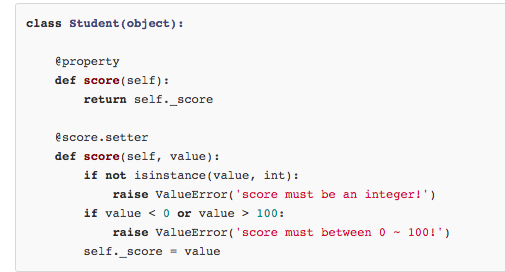 class Student(object):
@property
def score(self):
return self._score
@score.setter
def score(self, value):
if not isinstance(value, int):
raise ValueError('score must be an integer!')
if value < 0 or value > 100:
raise ValueError('score must between 0 ~ 100!')
self._score = value